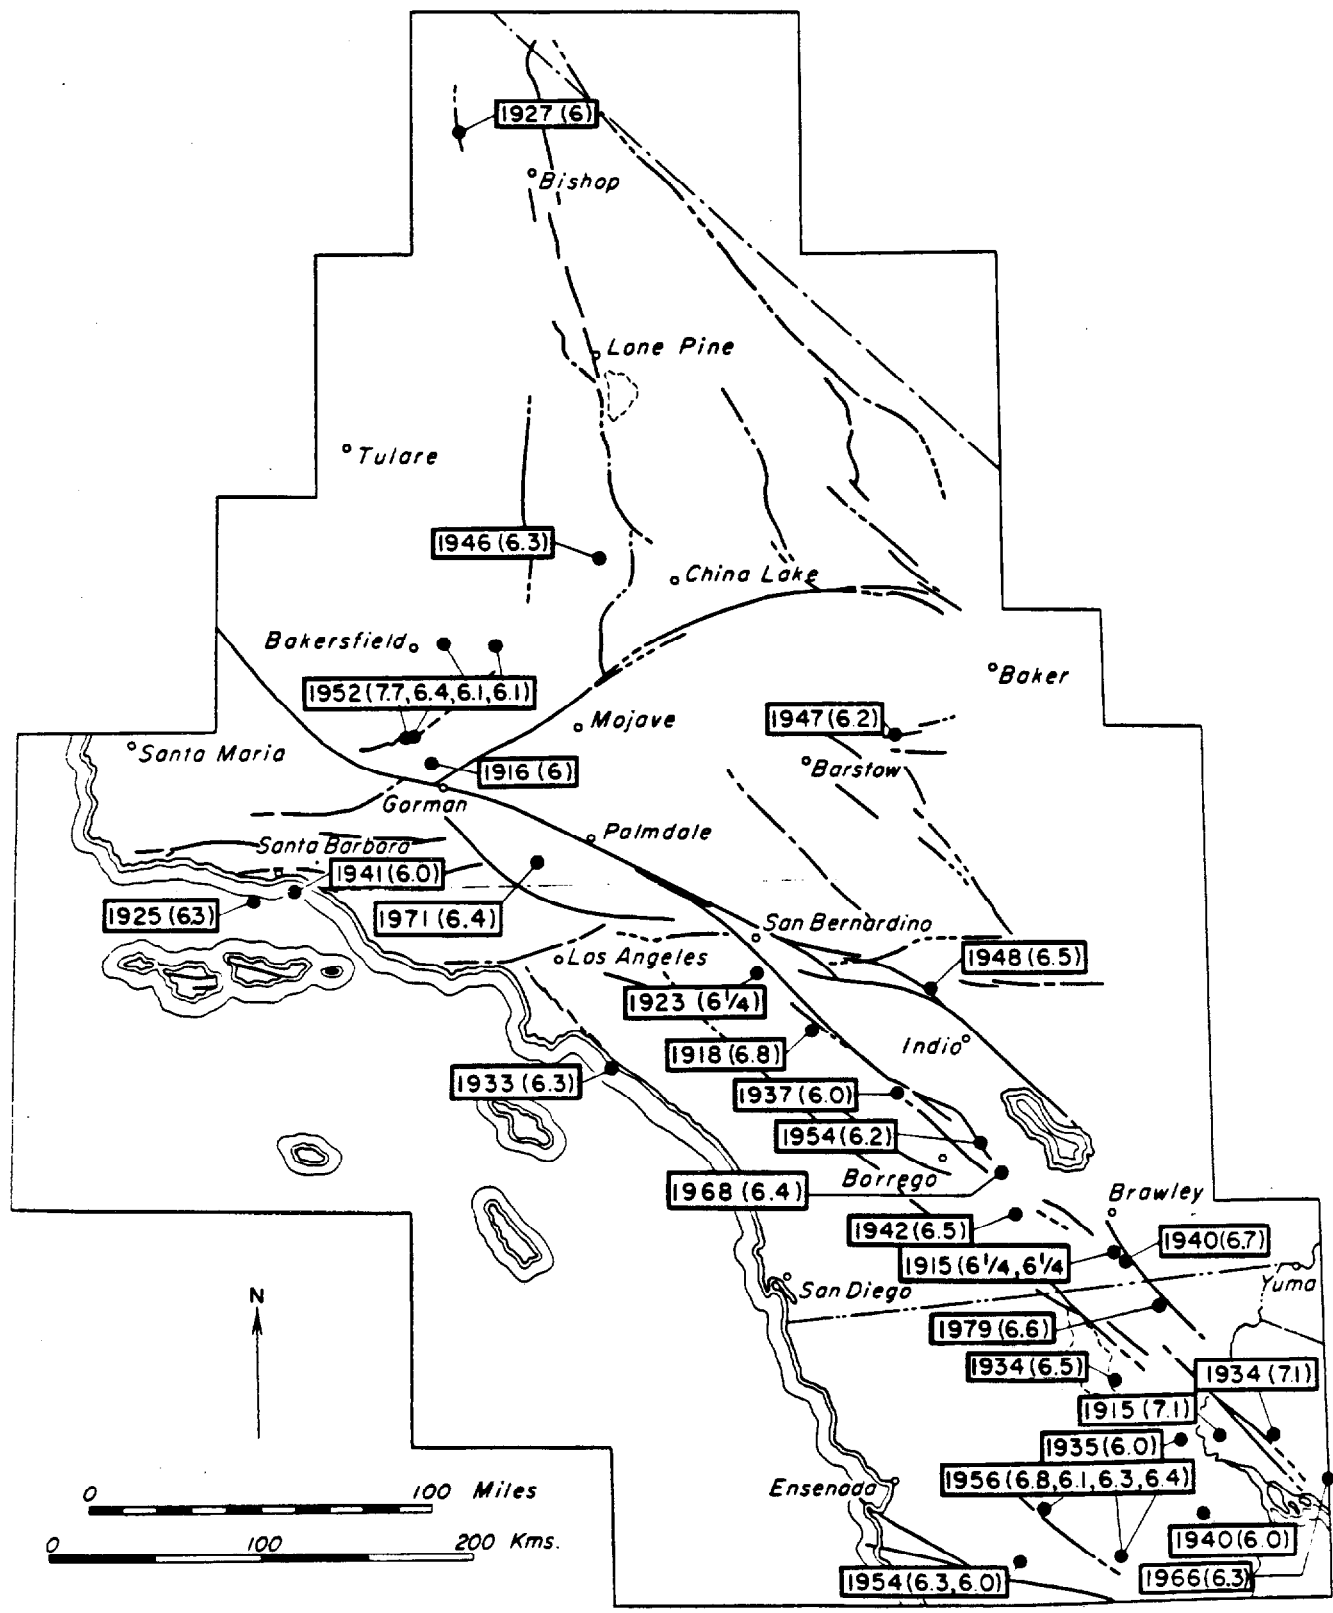 1927 (6)
Bishop
Lone Pine
Tulare
1946 (6.3)
China Lake
Bakersfield
Baker
1952 (7.7, 6.4, 6.1, 6.1)
1947 (6.2)
Mojave
Santa Maria
Barstow
1916 (6)
Gorman
Palmdale
Santa Barbara
1941 (6.0)
1925 (63)
1971 (6.4)
San Bernardino
Los Angeles
1948 (6.5)
1923 (6 1/4)
1918 (6.8)
Indio
1933 (6.3)
1937 (6.0)
1954 (6.2)
Borrego
1968 (6.4)
Brawley
1942 (6.5)
1940 (6.7)
1915 (6 1/4, 6 1/4
Yuma
San Diego
N
1979 (6.6)
1934 (6.5)
1934 (7.1)
1915 (7.1)
1935 (6.0)
1956 (6.8, 6.1, 6.3, 6.4)
Ensenada
0 100 Miles
1940 (6.0)
0 100 200 Kms.
1966 (6.3)
1954 (6.3, 6.0)